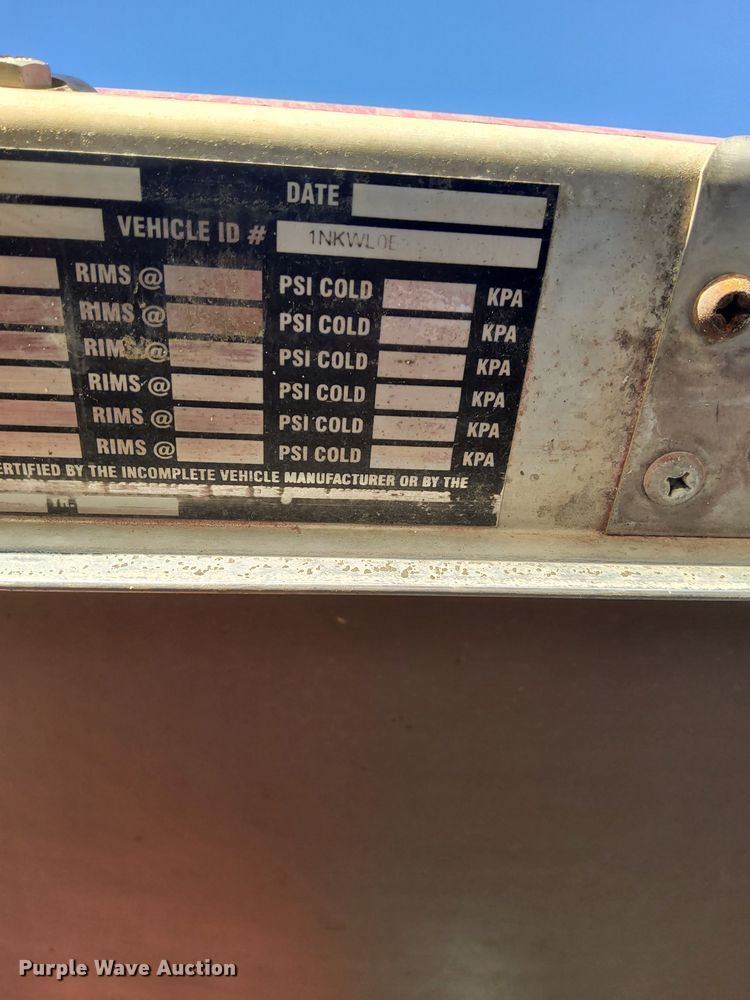 DATE
VEHICLE ID # 1NKWL0E
RIMS @ PSI COLD KPA
RIMS @ PSI COLD KPA
RIMS @ PSI COLD KPA
RIMS @ PSI COLD KPA
RIMS @ PSI COLD KPA
RIMS @ PSI COLD KPA
ERTIFIED BY THE INCOMPLETE VEHICLE MANUFACTURER OR BY THE
Purple Wave Auction